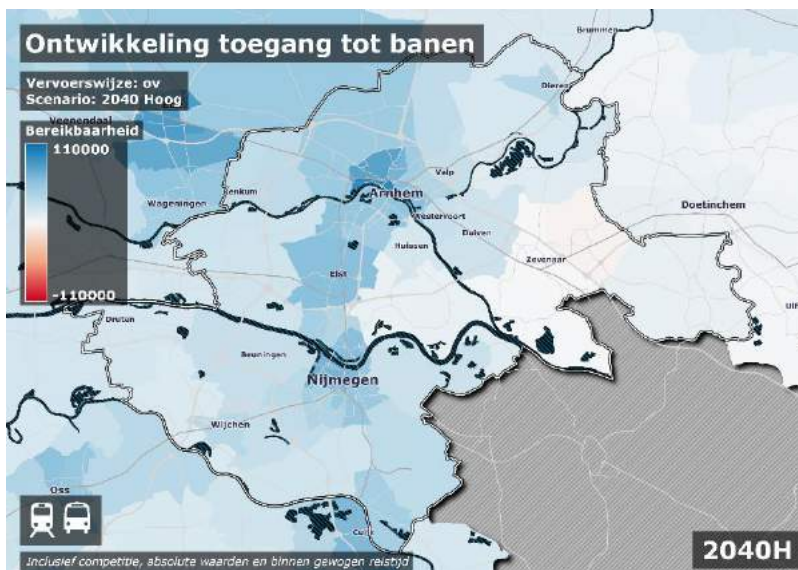 Ontwikkeling toegang tot banen
Brummen
Vervoerswijze: ov
Scenario: 2040 Hoog
Dieren
Veenendaal
Bereikbaarheid
110000
Velp
Wageningen
Renkum
Arnhem
Westervoort
Doetinchem
Duiven
Huissen
Zevenaar
Elst
-110000
Druten
Beuningen
Nijmegen
Wijchen
Oss
Cuijk
2040H
Inclusief competitie, absolute waarden en binnen gewogen reistijd